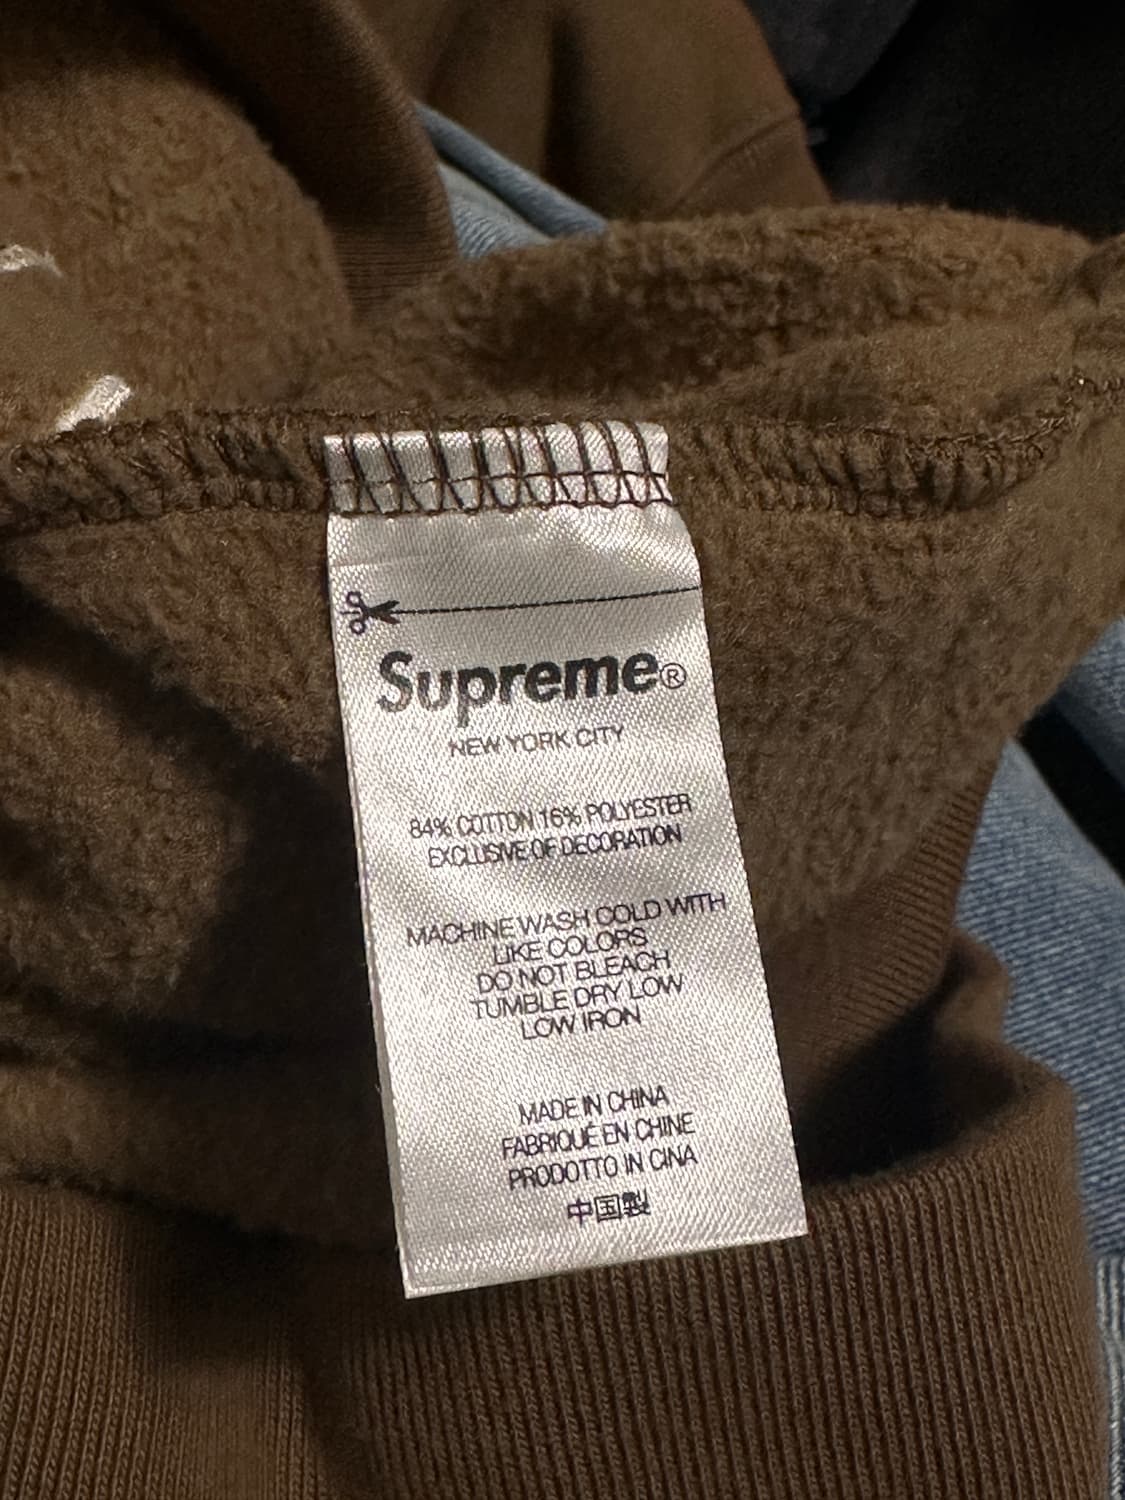 Supreme®
NEW YORK CITY
84% COTTON 16% POLYESTER
EXCLUSIVE OF DECORATION
MACHINE WASH COLD WITH
LIKE COLORS
DO NOT BLEACH
TUMBLE DRY LOW
LOW IRON
MADE IN CHINA
FABRIQUÉ EN CHINE
PRODOTTO IN CINA
中国製